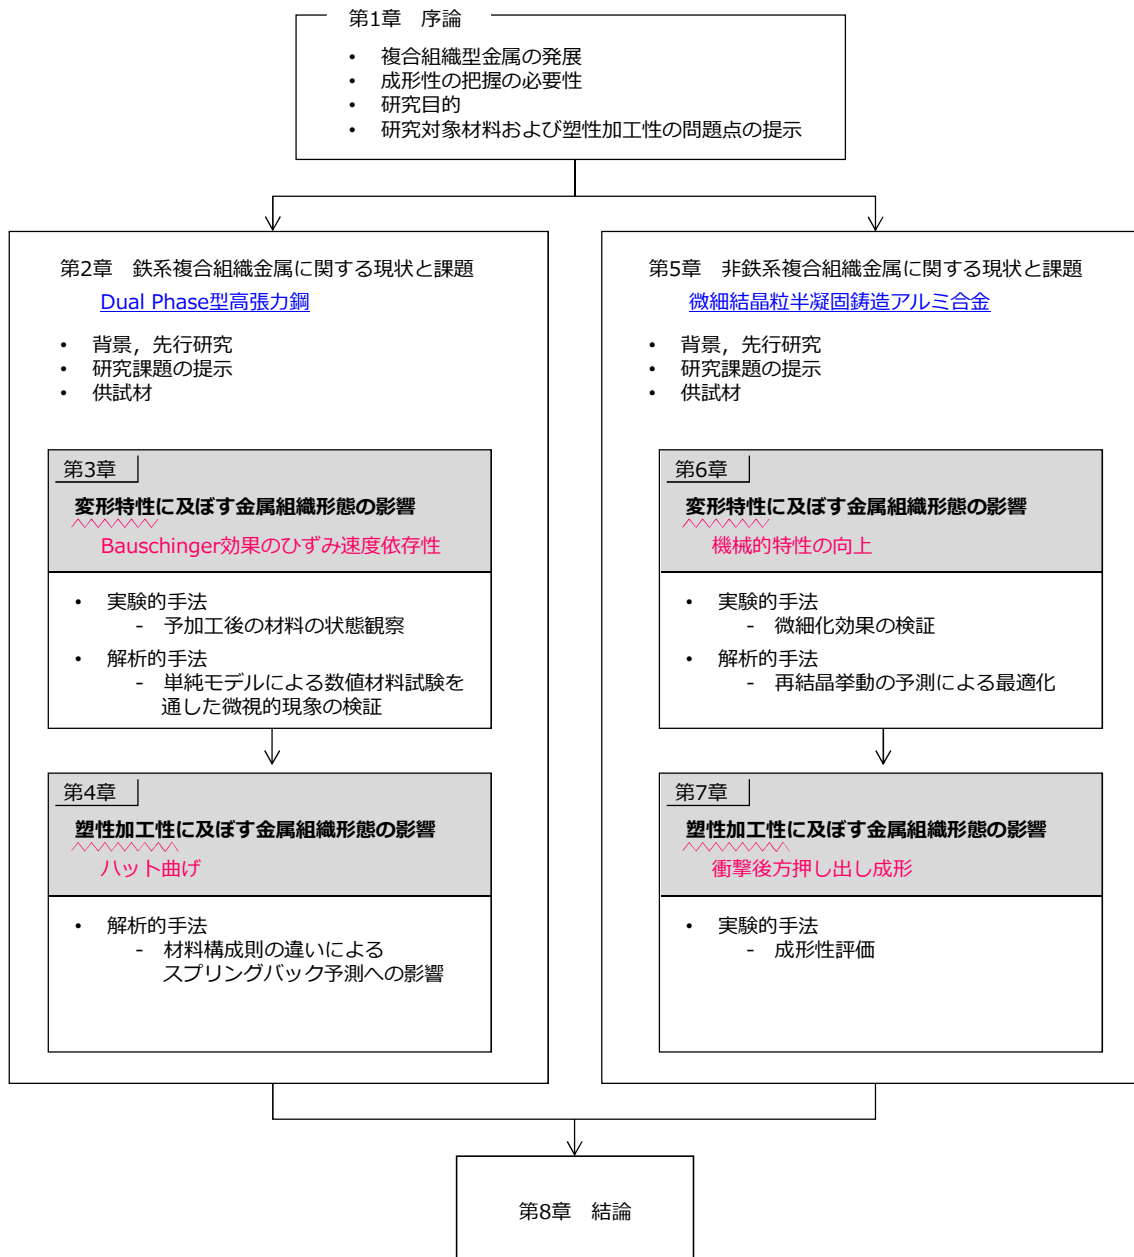 第1章 序論
• 複合組織型金属の発展
• 成形性の把握の必要性
• 研究目的
• 研究対象材料および塑性加工性の問題点の提示
第2章 鉄系複合組織金属に関する現状と課題
Dual Phase型高張力鋼
• 背景，先行研究
• 研究課題の提示
• 供試材
第3章
変形特性に及ぼす金属組織形態の影響
Bauschinger効果のひずみ速度依存性
• 実験的手法
- 予加工後の材料の状態観察
• 解析的手法
- 単純モデルによる数値材料試験を
通した微視的現象の検証
第4章
塑性加工性に及ぼす金属組織形態の影響
ハット曲げ
• 解析的手法
- 材料構成則の違いによる
スプリングバック予測への影響
第5章 非鉄系複合組織金属に関する現状と課題
微細結晶粒半凝固鋳造アルミ合金
• 背景，先行研究
• 研究課題の提示
• 供試材
第6章
変形特性に及ぼす金属組織形態の影響
機械的特性の向上
• 実験的手法
- 微細化効果の検証
• 解析的手法
- 再結晶挙動の予測による最適化
第7章
塑性加工性に及ぼす金属組織形態の影響
衝撃後方押し出し成形
• 実験的手法
- 成形性評価
第8章 結論